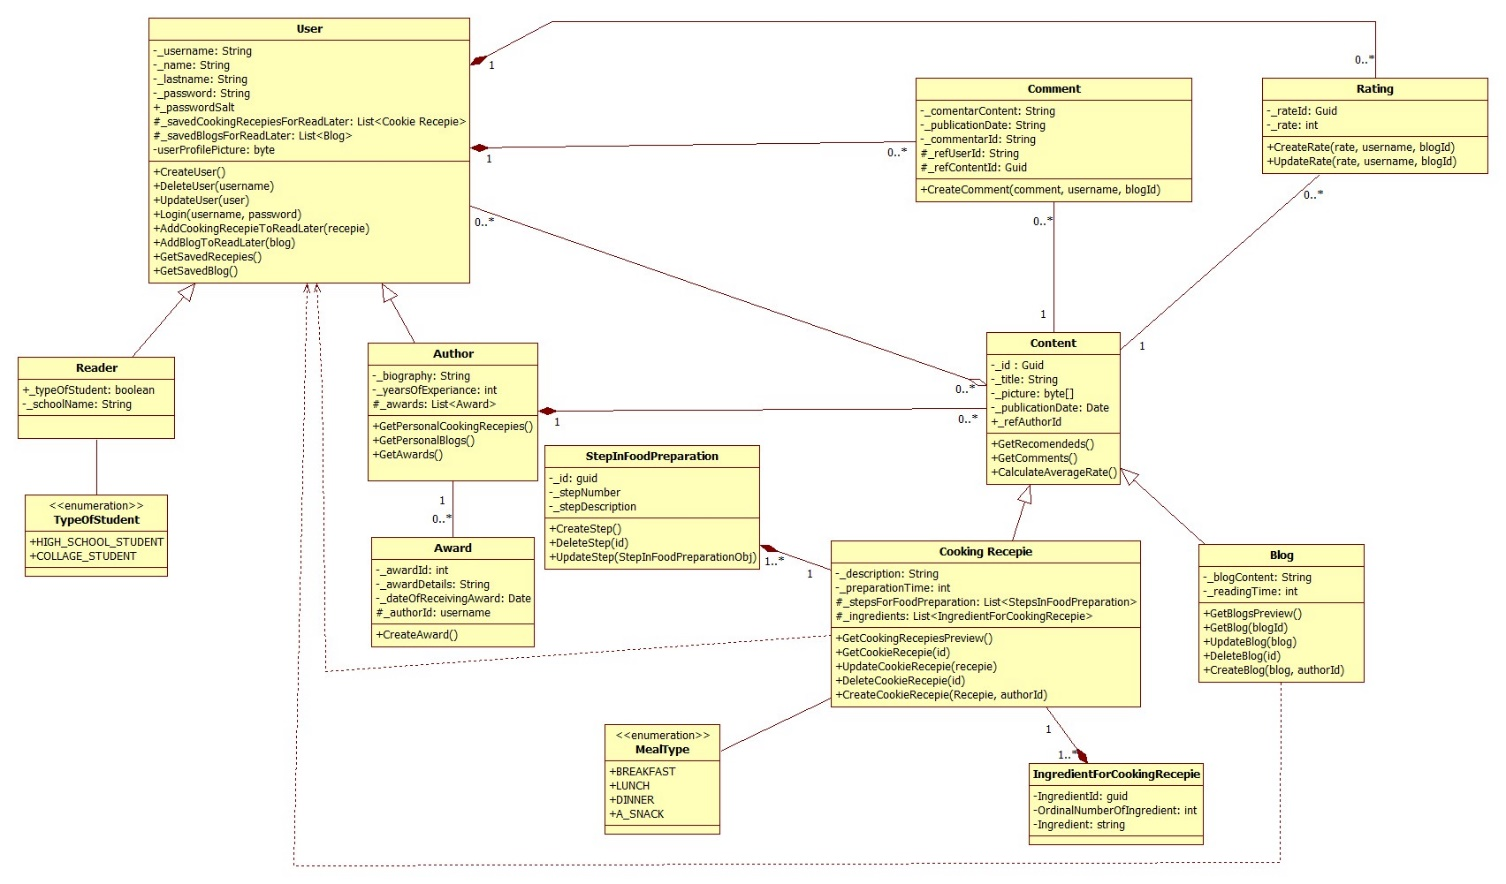 User
-_username: String
-_name: String
-_lastname: String
-_password: String
+_passwordSalt
#_savedCookingRecepiesForReadLater: List<Cookie Recepie>
#_savedBlogsForReadLater: List<Blog>
-userProfilePicture: byte
+CreateUser()
+DeleteUser(username)
+UpdateUser(user)
+Login(username, password)
+AddCookingRecepieToReadLater(recepie)
+AddBlogToReadLater(blog)
+GetSavedRecepies()
+GetSavedBlog()
1
0..*
1
0..*
0..*
0..*
Comment
-_comentarContent: String
-_publicationDate: String
-_commentarId: String
#_refUserId: String
#_refContentId: Guid
+CreateComment(comment, username, blogId)
0..*
1
Rating
-_rateId: Guid
-_rate: int
+CreateRate(rate, username, blogId)
+UpdateRate(rate, username, blogId)
0..*
1
Reader
+_typeOfStudent: boolean
-_schoolName: String
<<enumeration>>
TypeOfStudent
+HIGH_SCHOOL_STUDENT
+COLLAGE_STUDENT
Author
-_biography: String
-_yearsOfExperiance: int
#_awards: List<Award>
+GetPersonalCookingRecepies()
+GetPersonalBlogs()
+GetAwards()
1
0..*
1
0..*
Award
-_awardId: int
-_awardDetails: String
-_dateOfReceivingAward: Date
#_authorId: username
+CreateAward()
Content
-_id : Guid
-_title: String
-_picture: byte[]
-_publicationDate: Date
+_refAuthorId
+GetRecomendeds()
+GetComments()
+CalculateAverageRate()
StepInFoodPreparation
-_id: guid
-_stepNumber
-_stepDescription
+CreateStep()
+DeleteStep(id)
+UpdateStep(StepInFoodPreparationObj)
1..*
1
Cooking Recepie
-_description: String
-_preparationTime: int
#_stepsForFoodPreparation: List<StepsInFoodPreparation>
#_ingredients: List<IngredientForCookingRecepie>
+GetCookingRecepiesPreview()
+GetCookieRecepie(id)
+UpdateCookieRecepie(recepie)
+DeleteCookieRecepie(id)
+CreateCookieRecepie(Recepie, authorId)
1
1..*
Blog
-_blogContent: String
-_readingTime: int
+GetBlogsPreview()
+GetBlog(blogId)
+UpdateBlog(blog)
+DeleteBlog(id)
+CreateBlog(blog, authorId)
<<enumeration>>
MealType
+BREAKFAST
+LUNCH
+DINNER
+A_SNACK
IngredientForCookingRecepie
-IngredientId: guid
-OrdinalNumberOfIngredient: int
-Ingredient: string